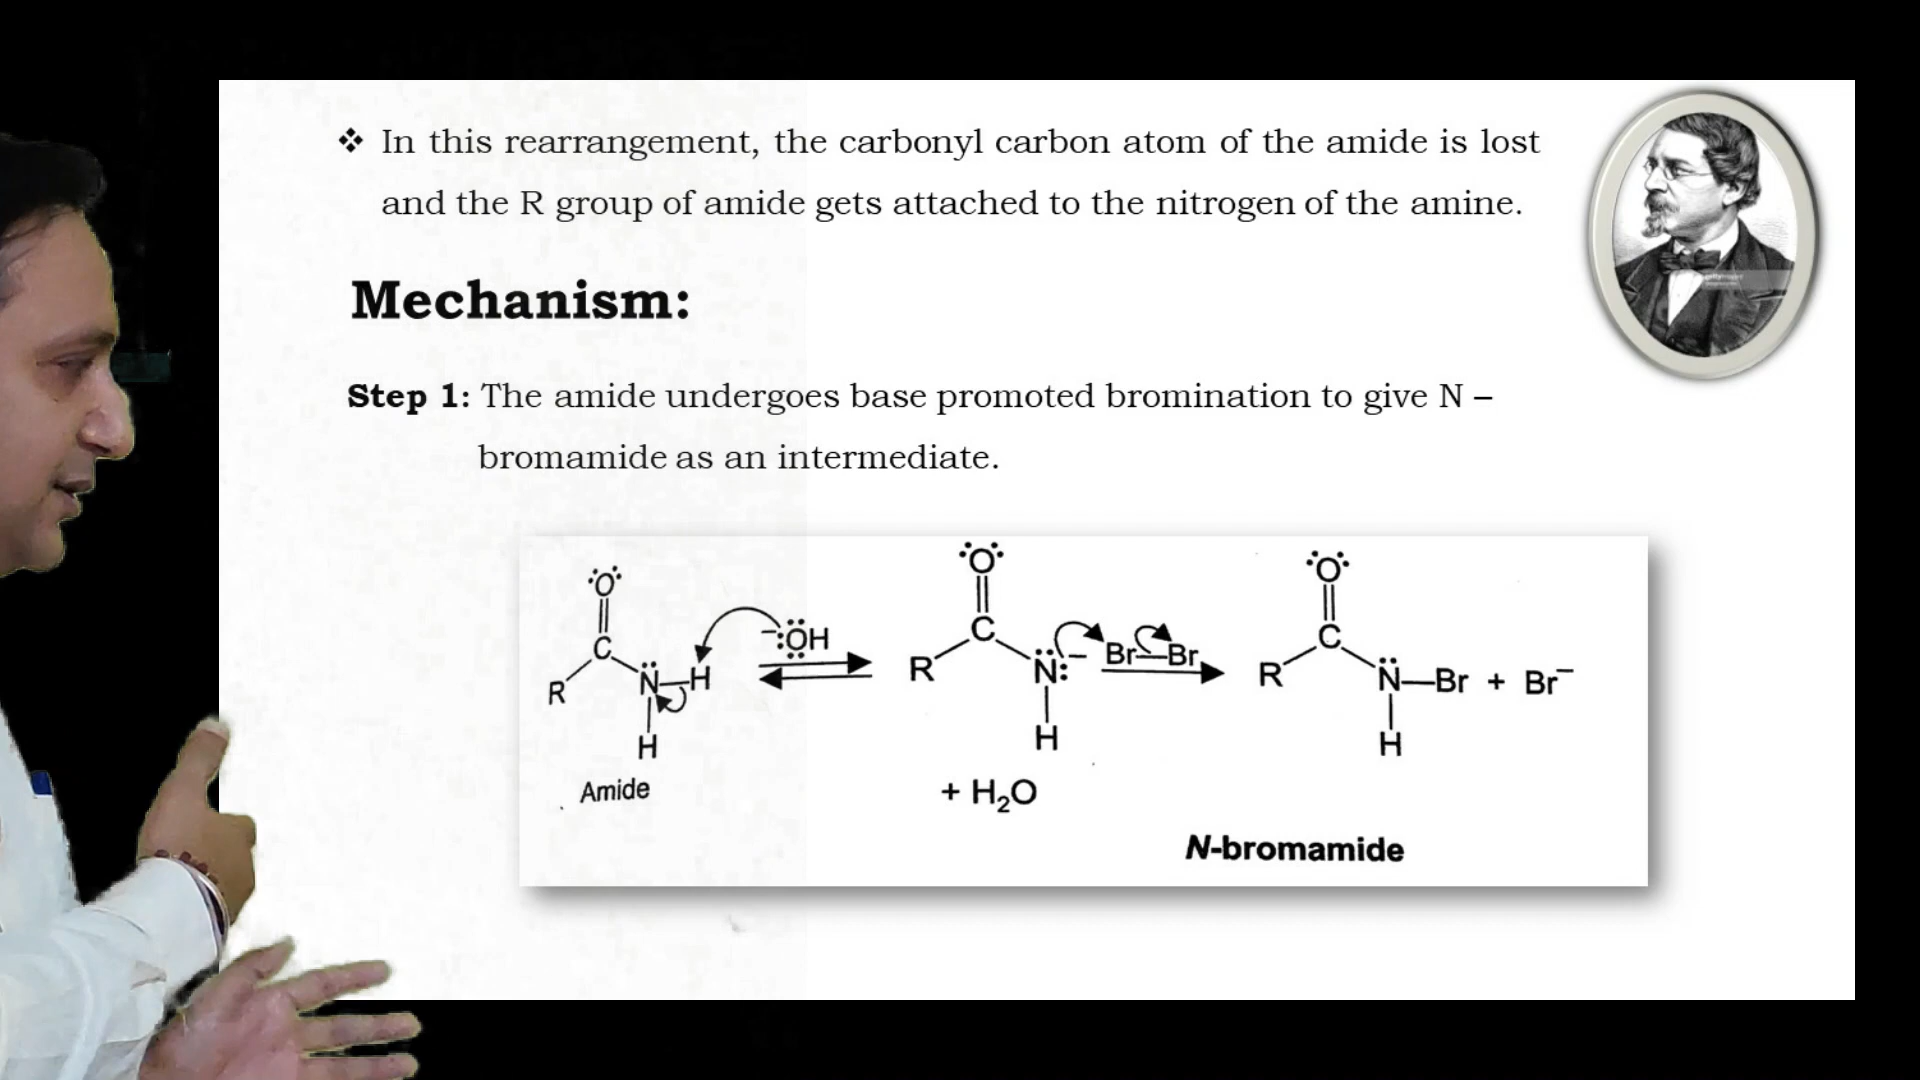 ❖ In this rearrangement, the carbonyl carbon atom of the amide is lost
and the R group of amide gets attached to the nitrogen of the amine.
Mechanism:
Step 1: The amide undergoes base promoted bromination to give N –
bromamide as an intermediate.
O
C
R
N—H
H
Amide
⁻:OH
O
C
R
N:⁻
H
+ H₂O
Br—Br
O
C
R
N—Br + Br⁻
H
N-bromamide